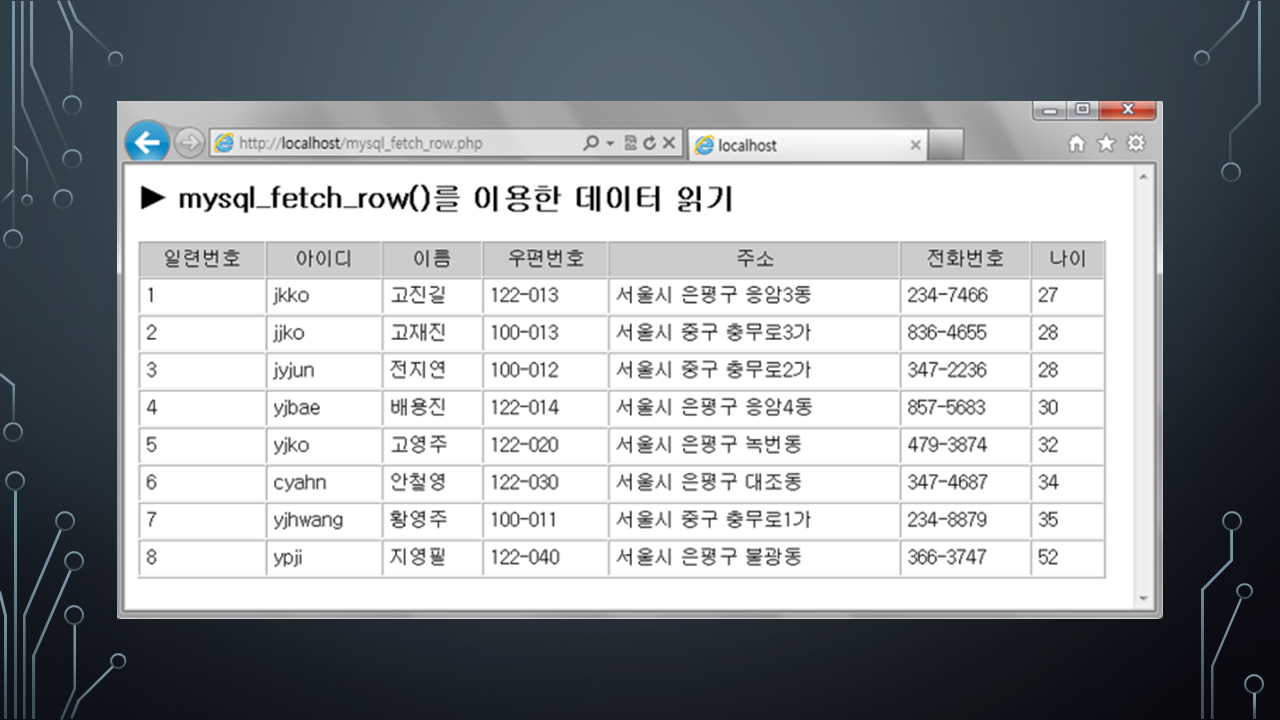 http://localhost/mysql_fetch_row.php localhost
▶ mysql_fetch_row()를 이용한 데이터 읽기
일련번호 아이디 이름 우편번호 주소 전화번호 나이
1 jkko 고진길 122-013 서울시 은평구 응암3동 234-7466 27
2 jjko 고재진 100-013 서울시 중구 충무로3가 836-4655 28
3 jyjun 전지연 100-012 서울시 중구 충무로2가 347-2236 28
4 yjbae 배용진 122-014 서울시 은평구 응암4동 857-5683 30
5 yjko 고영주 122-020 서울시 은평구 녹번동 479-3874 32
6 cyahn 안철영 122-030 서울시 은평구 대조동 347-4687 34
7 yjhwang 황영주 100-011 서울시 중구 충무로1가 234-8879 35
8 ypji 지영필 122-040 서울시 은평구 불광동 366-3747 52